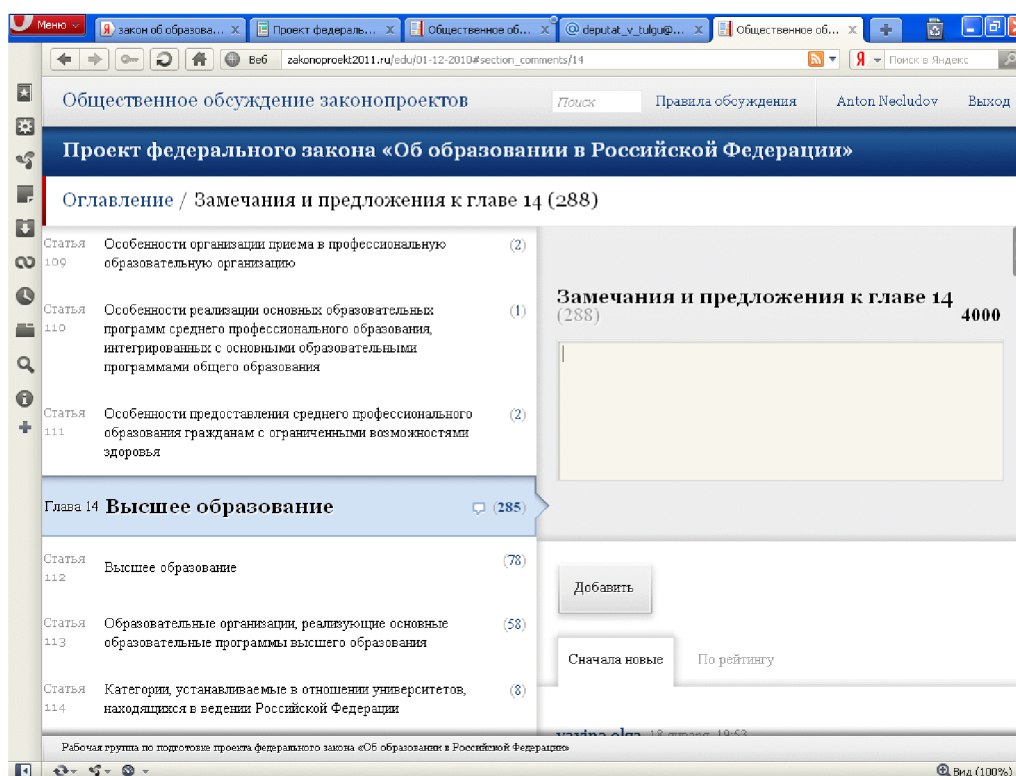 Меню
закон об образова...
Проект федераль...
Общественное об...
deputat_v_tulgu@...
Общественное об...
Веб
zakonoproekt2011.ru/edu/01-12-2010#section_comments/14
Поиск в Яндекс
Общественное обсуждение законопроектов
Поиск
Правила обсуждения
Anton Necludov
Выход
Проект федерального закона «Об образовании в Российской Федерации»
Оглавление / Замечания и предложения к главе 14 (288)
Статья 109
Особенности организации приема в профессиональную
образовательную организацию
(2)
Статья 110
Особенности реализации основных образовательных
программ среднего профессионального образования,
интегрированных с основными образовательными
программами общего образования
(1)
Статья 111
Особенности предоставления среднего профессионального
образования гражданам с ограниченными возможностями
здоровья
(2)
Глава 14 Высшее образование (285)
Статья 112
Высшее образование
(78)
Статья 113
Образовательные организации, реализующие основные
образовательные программы высшего образования
(58)
Статья 114
Категории, устанавливаемые в отношении университетов,
находящихся в ведении Российской Федерации
(8)
Замечания и предложения к главе 14
(288)
4000
Добавить
Сначала новые
По рейтингу
Рабочая группа по подготовке проекта федерального закона «Об образовании в Российской Федерации»
Вид (100%)